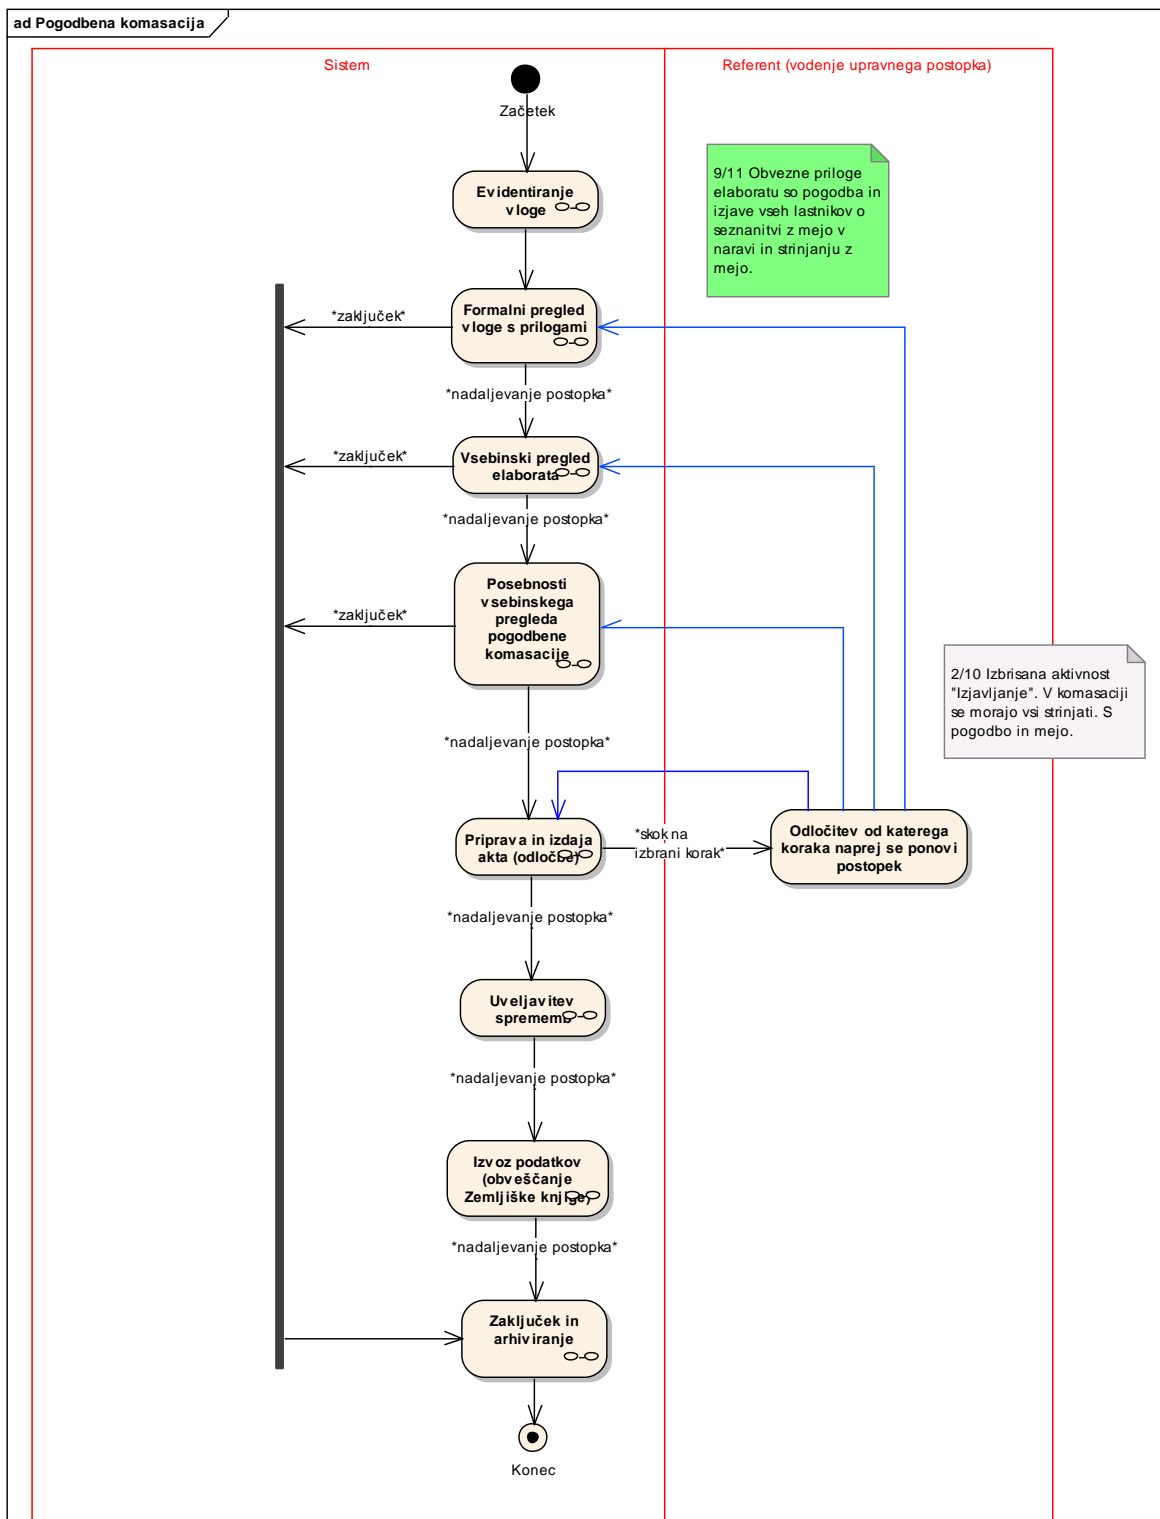 ad Pogodbena komasacija
Sistem
Referent (vodenje upravnega postopka)
Začetek
Evidentiranje
vloge
9/11 Obvezne priloge
elaboratu so pogodba in
izjave vseh lastnikov o
seznanitvi z mejo v
naravi in strinjanju z
mejo.
Formalni pregled
vloge s prilogami
*zaključek*
*nadaljevanje postopka*
Vsebinski pregled
elaborata
*zaključek*
*nadaljevanje postopka*
Posebnosti
vsebinskega
pregleda
pogodbene
komasacije
*zaključek*
2/10 Izbrisana aktivnost
"Izjavljanje". V komasaciji
se morajo vsi strinjati. S
pogodbo in mejo.
*nadaljevanje postopka*
Priprava in izdaja
akta (odločbe)
*skok na
izbrani korak*
Odločitev od katerega
koraka naprej se ponovi
postopek
*nadaljevanje postopka*
Uveljavitev
sprememb
*nadaljevanje postopka*
Izvoz podatkov
(obveščanje
Zemljiške knjige)
*nadaljevanje postopka*
Zaključek in
arhiviranje
Konec